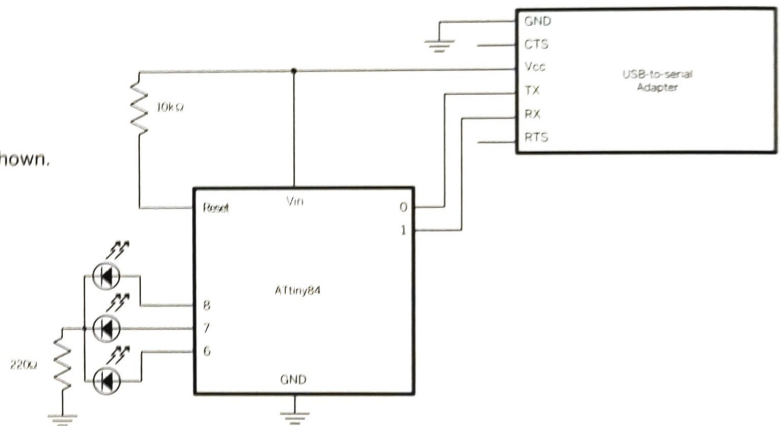 GND
CTS
Vcc
TX
RX
RTS
USB-to-serial
Adapter
10kΩ
hown.
Reset
Vin
0
1
ATtiny84
8
7
6
220Ω
GND